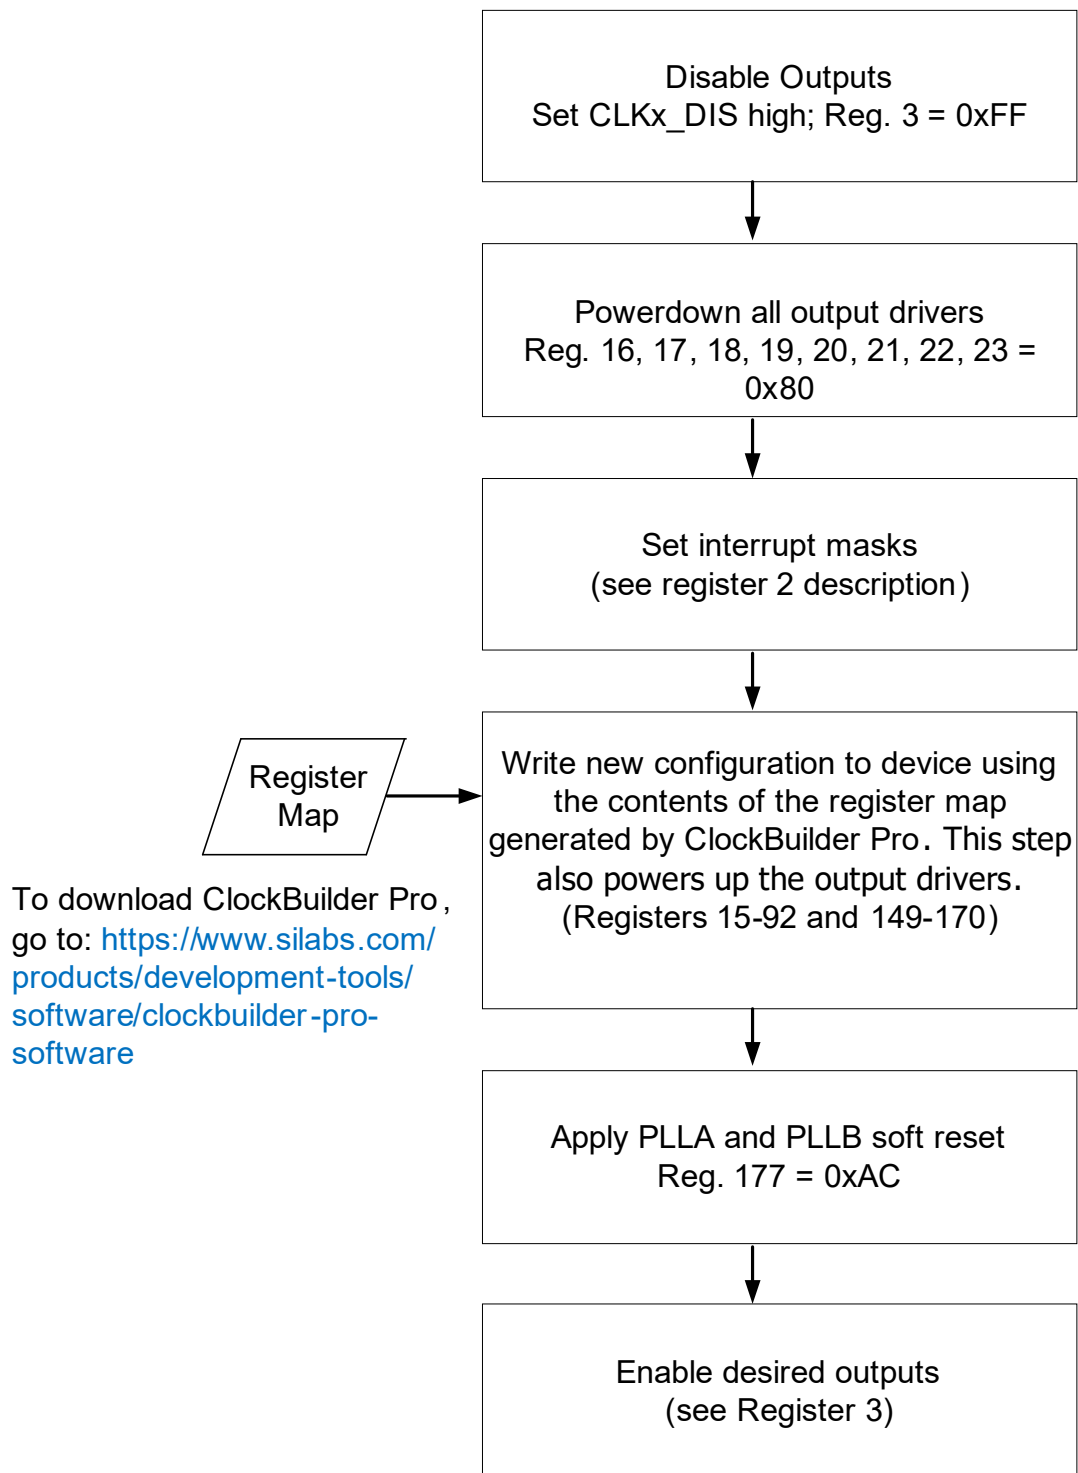 Disable Outputs
Set CLKx_DIS high; Reg. 3 = 0xFF
Powerdown all output drivers
Reg. 16, 17, 18, 19, 20, 21, 22, 23 =
0x80
Set interrupt masks
(see register 2 description)
Register
Map
Write new configuration to device using
the contents of the register map
generated by ClockBuilder Pro. This step
also powers up the output drivers.
(Registers 15-92 and 149-170)
To download ClockBuilder Pro,
go to: https://www.silabs.com/
products/development-tools/
software/clockbuilder-pro-
software
Apply PLLA and PLLB soft reset
Reg. 177 = 0xAC
Enable desired outputs
(see Register 3)